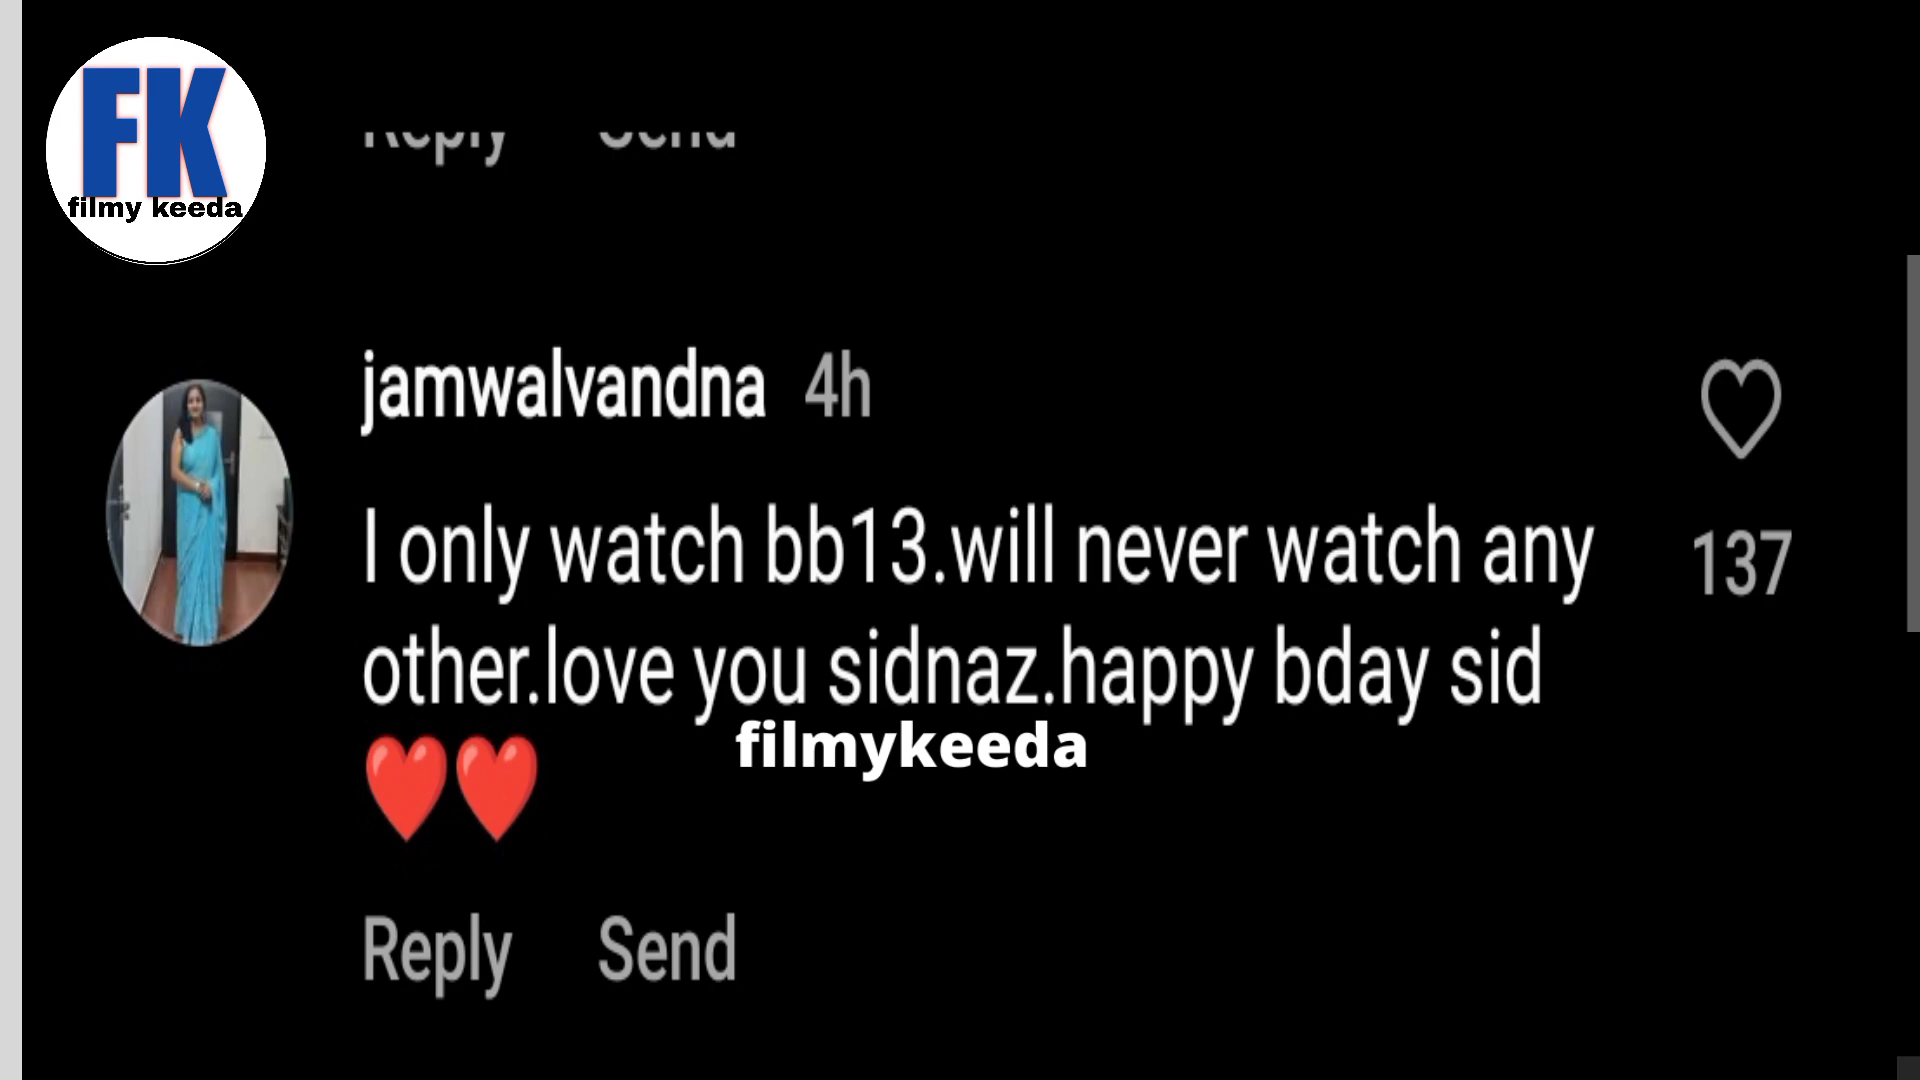 FK
filmy keeda
Reply Send
jamwalvandna 4h
I only watch bb13.will never watch any
137
other.love you sidnaz.happy bday sid
filmykeeda
❤️❤️
Reply Send